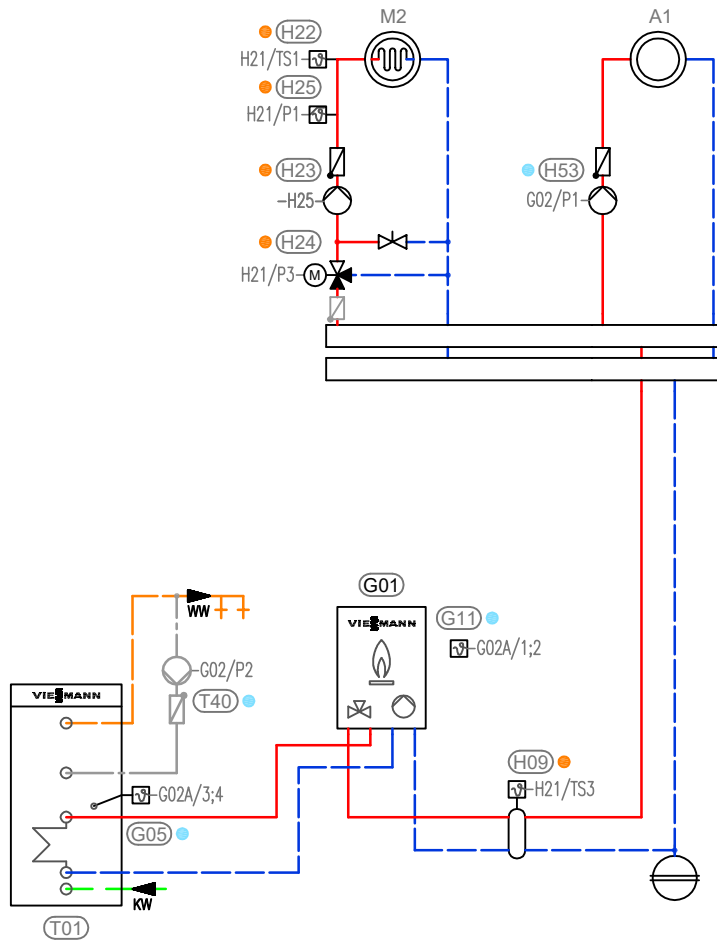 M2
A1
H22
H21/TS1
H25
H21/P1
H23
H53
-H25
G02/P1
H24
H21/P3
M
G01
WW
G11
VIESMANN
G02A/1;2
G02/P2
VIESMANN
T40
H09
H21/TS3
G02A/3;4
G05
KW
T01